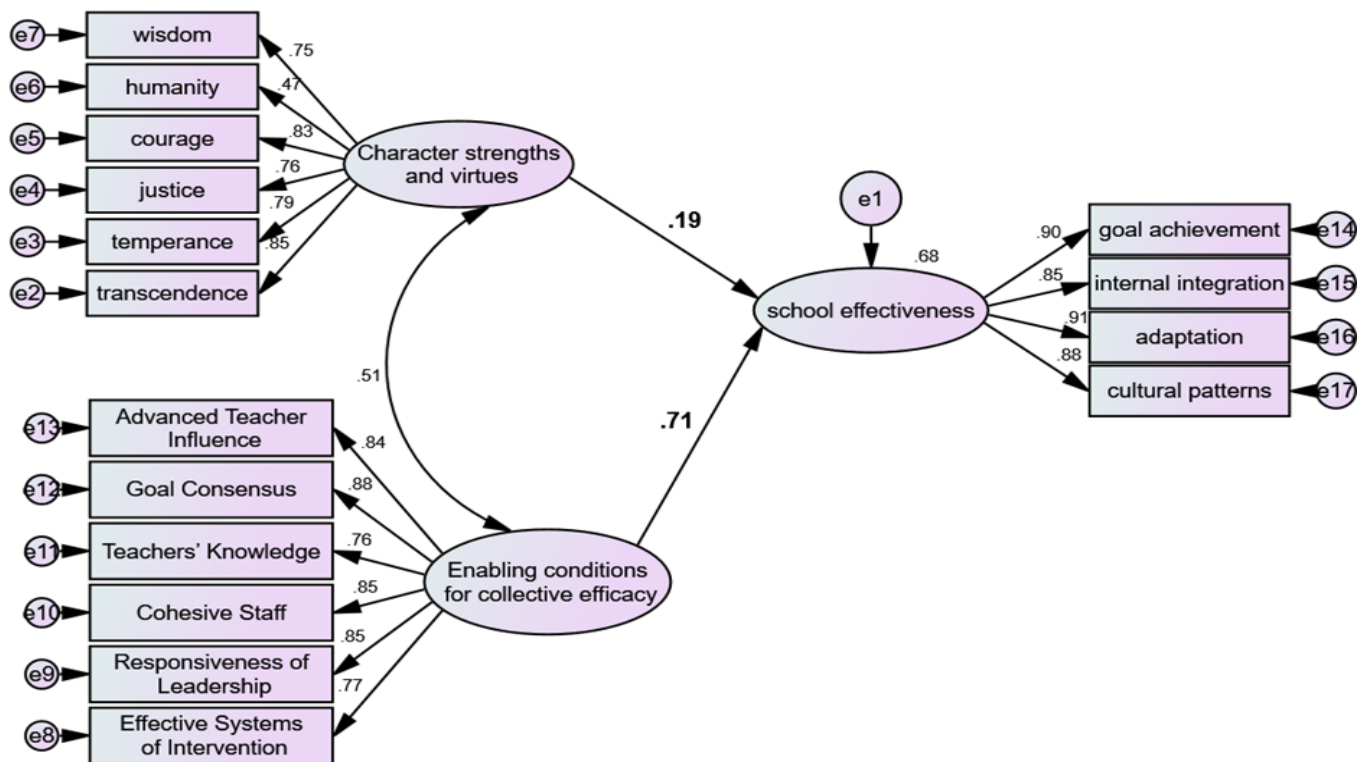 e7
wisdom
.75
e6
humanity
.47
e5
courage
.83
e4
justice
.76
e3
temperance
.79
e2
transcendence
.85
Character strengths
and virtues
.19
e1
.68
school effectiveness
.90
goal achievement
e14
.85
internal integration
e15
.91
adaptation
e16
.88
cultural patterns
e17
.51
.71
e13
Advanced Teacher
Influence
.84
e12
Goal Consensus
.88
e11
Teachers’ Knowledge
.76
e10
Cohesive Staff
.85
e9
Responsiveness of
Leadership
.85
e8
Effective Systems
of Intervention
.77
Enabling conditions
for collective efficacy